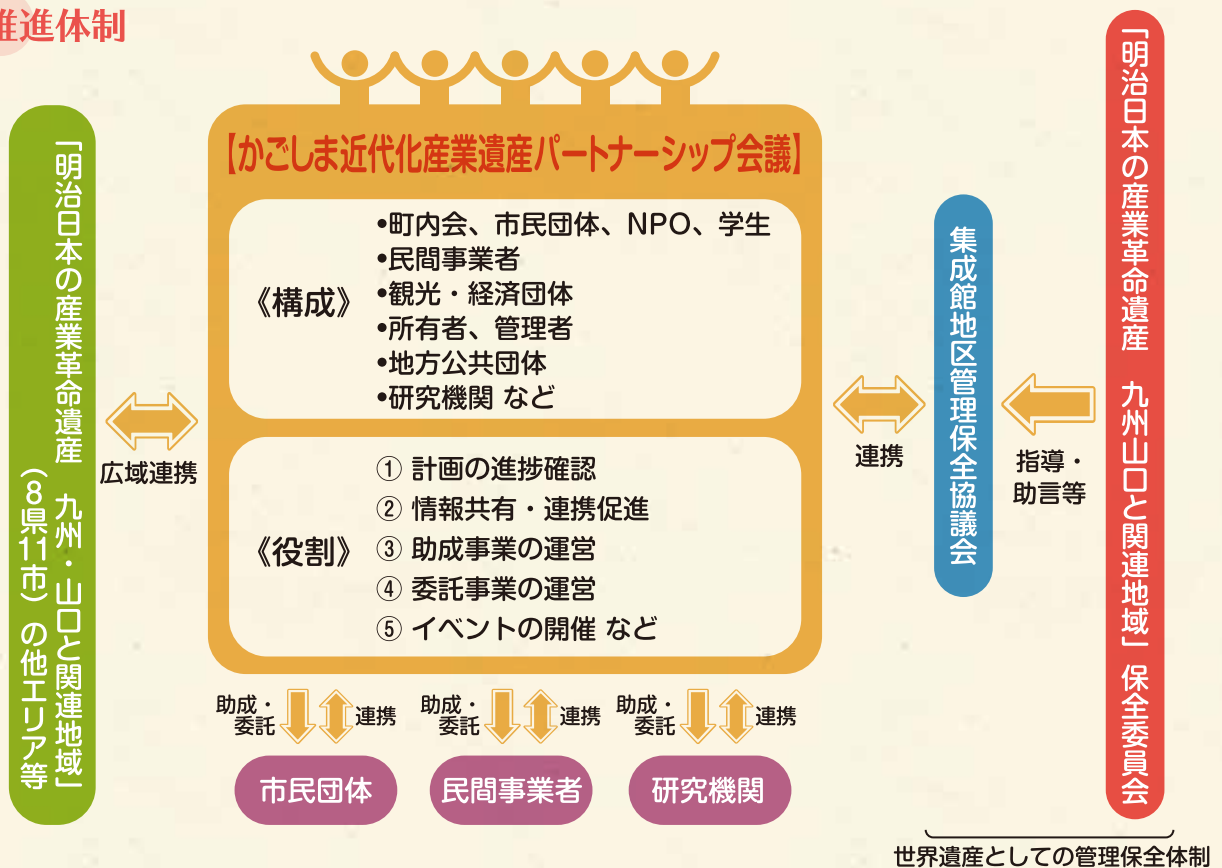 推進体制
「明治日本の産業革命遺産 九州・山口と関連地域」
（8県11市）の他エリア等
広域連携
【かごしま近代化産業遺産パートナーシップ会議】
《構成》
•町内会、市民団体、NPO、学生
•民間事業者
•観光・経済団体
•所有者、管理者
•地方公共団体
•研究機関 など
《役割》
① 計画の進捗確認
② 情報共有・連携促進
③ 助成事業の運営
④ 委託事業の運営
⑤ イベントの開催 など
助成・
委託
連携
助成・
委託
連携
助成・
委託
連携
市民団体
民間事業者
研究機関
連携
集成館地区管理保全協議会
指導・
助言等
「明治日本の産業革命遺産 九州山口と関連地域」保全委員会
世界遺産としての管理保全体制